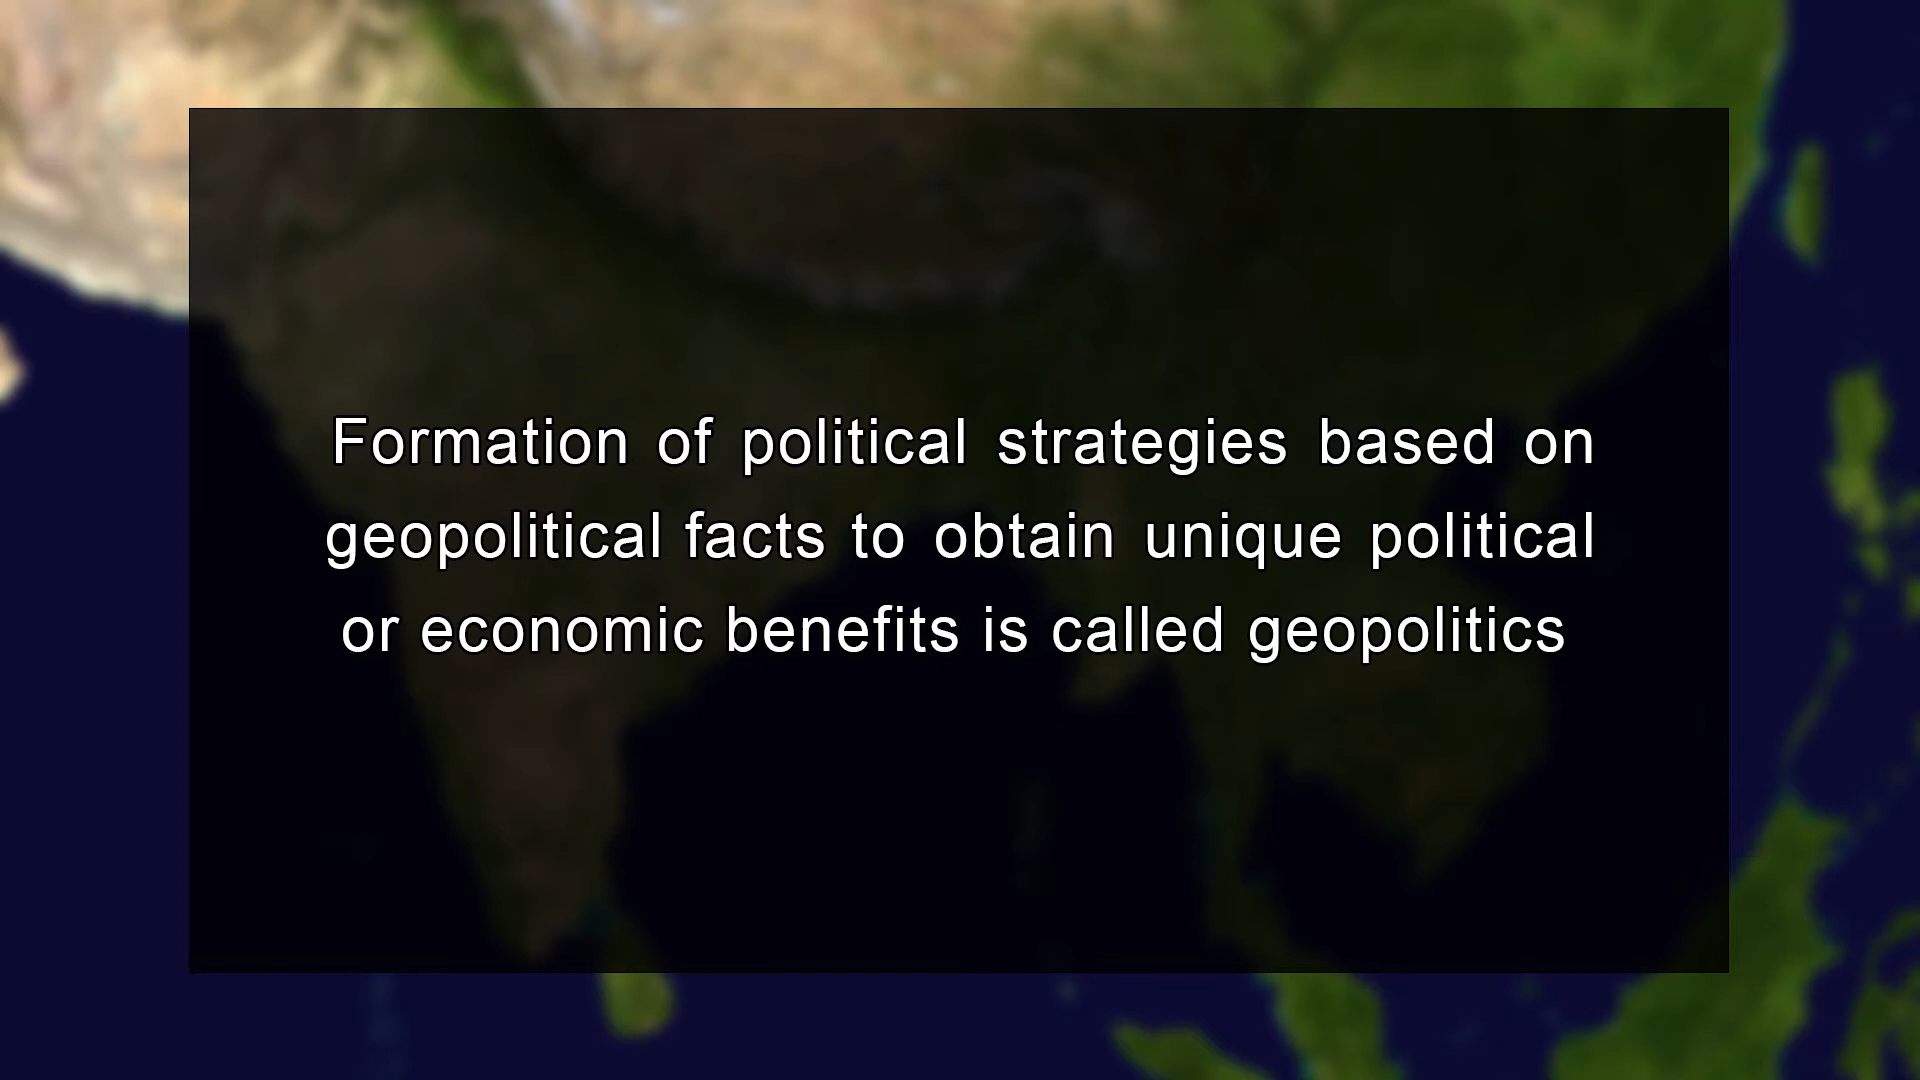 Formation of political strategies based on
geopolitical facts to obtain unique political
or economic benefits is called geopolitics